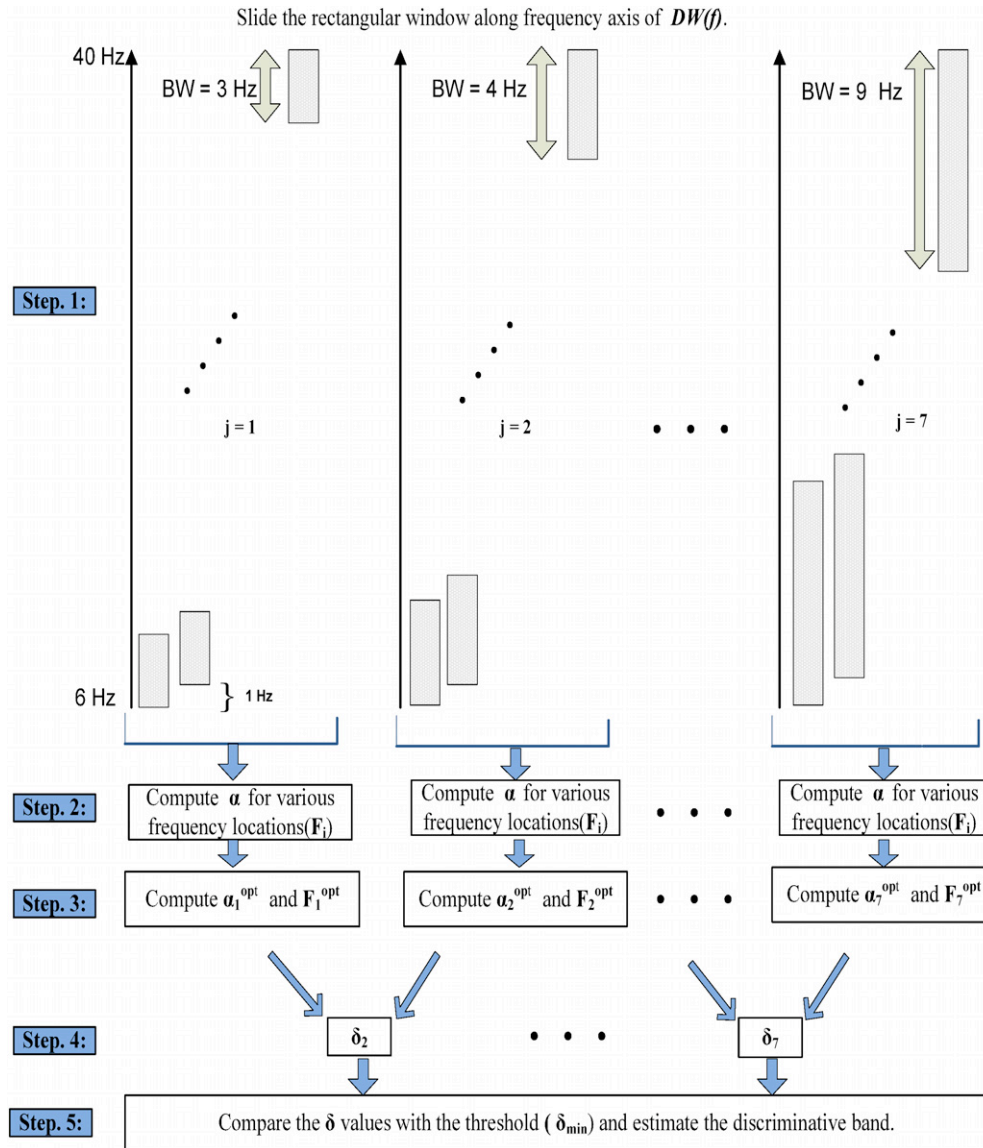 Slide the rectangular window along frequency axis of DW(f).
40 Hz
BW = 3 Hz
BW = 4 Hz
BW = 9 Hz
Step. 1:
j = 1
j = 2
j = 7
6 Hz
} 1 Hz
Step. 2:
Compute α for various
frequency locations(Fi)
Compute α for various
frequency locations(Fi)
Compute α for various
frequency locations(Fi)
Step. 3:
Compute α1opt and F1opt
Compute α2opt and F2opt
Compute α7opt and F7opt
Step. 4:
δ2
δ7
Step. 5:
Compare the δ values with the threshold ( δmin) and estimate the discriminative band.